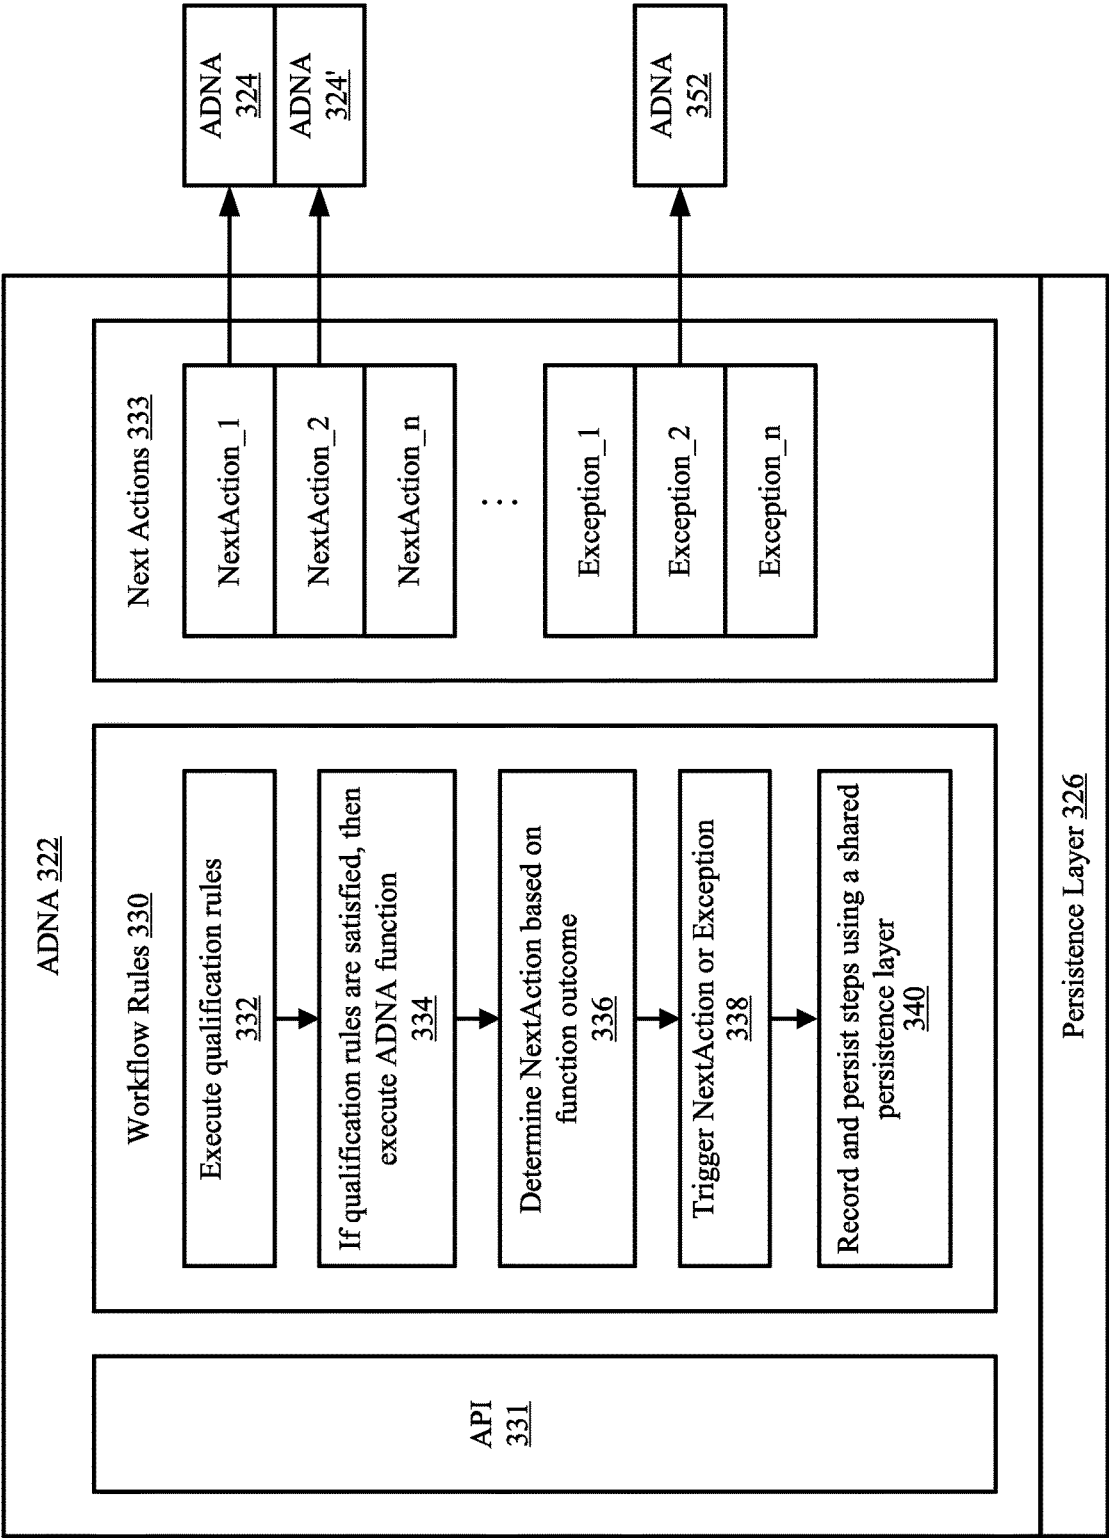 ADNA 322
API
331
Workflow Rules 330
Execute qualification rules
332
If qualification rules are satisfied, then
execute ADNA function
334
Determine NextAction based on
function outcome
336
Trigger NextAction or Exception
338
Record and persist steps using a shared
persistence layer
340
Next Actions 333
NextAction_1
NextAction_2
NextAction_n
...
Exception_1
Exception_2
Exception_n
ADNA
324
ADNA
324'
ADNA
352
Persistence Layer 326